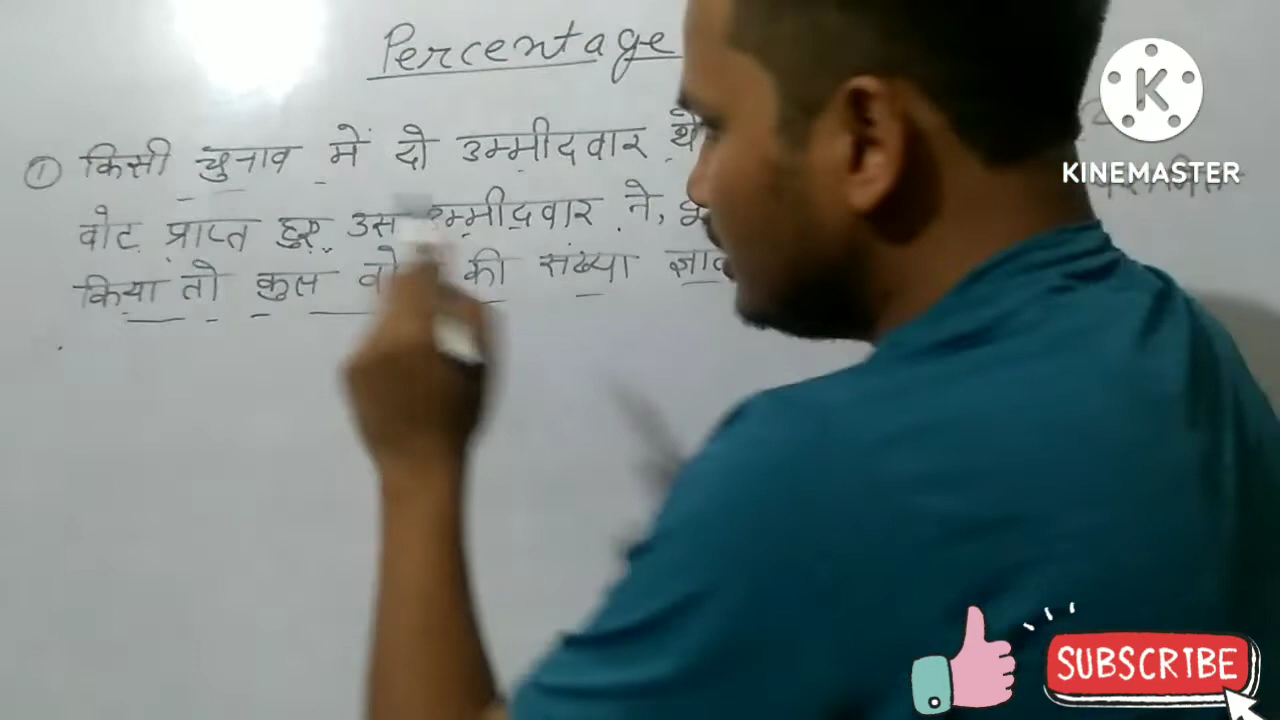 Percentage
① किसी चुनाव में दो उम्मीदवार थे
वोट प्राप्त हुए उस उम्मीदवार ने,
किया तो कुल की संख्या
KINEMASTER
SUBSCRIBE